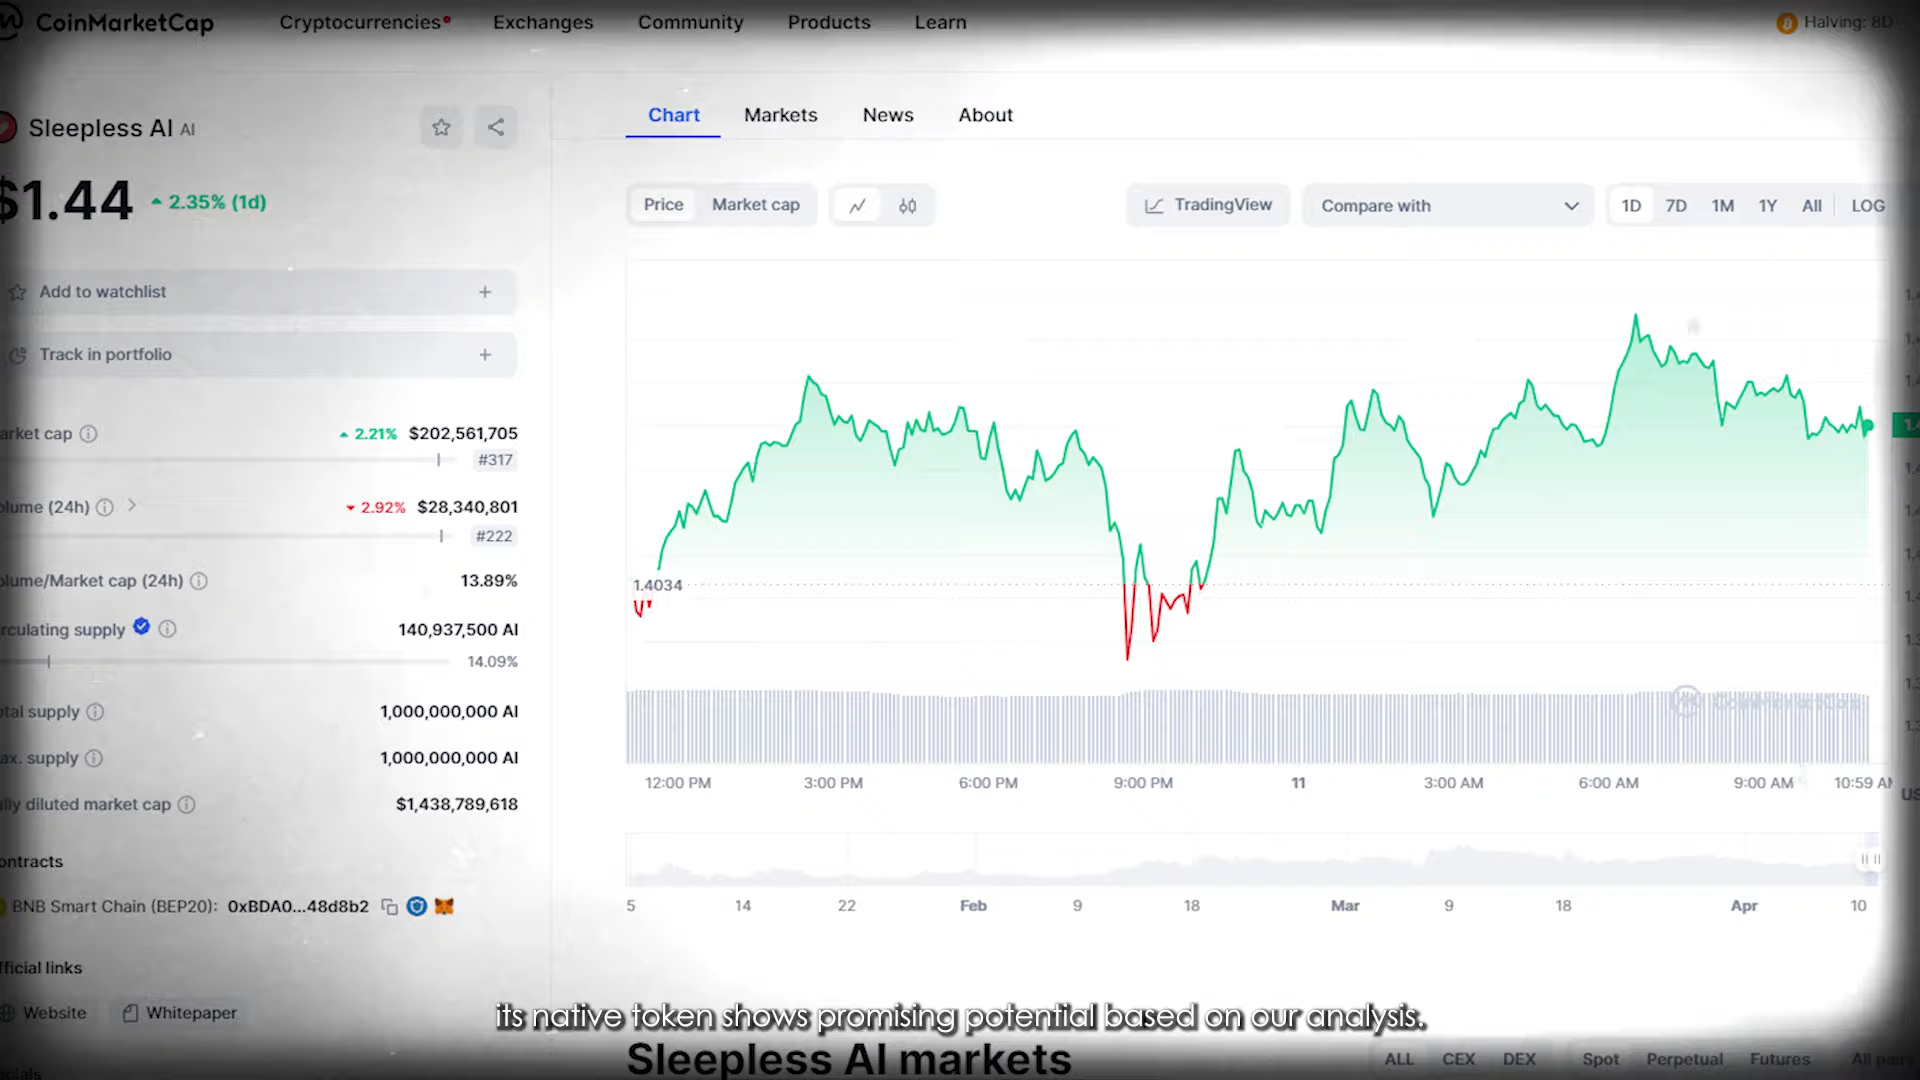 CoinMarketCap Cryptocurrencies Exchanges Community Products Learn Halving: 8D
Sleepless AI AI
$1.44 2.35% (1d)
Add to watchlist
Track in portfolio
arket cap 2.21% $202,561,705
#317
olume (24h) 2.92% $28,340,801
#222
olume/Market cap (24h) 13.89%
rculating supply 140,937,500 AI
14.09%
otal supply 1,000,000,000 AI
ax. supply 1,000,000,000 AI
lly diluted market cap $1,438,789,618
ontracts
BNB Smart Chain (BEP20): 0xBDA0...48d8b2
fficial links
Website Whitepaper
ocials
Chart Markets News About
Price Market cap TradingView Compare with 1D 7D 1M 1Y All LOG
1.4034
CoinMarketCap
12:00 PM 3:00 PM 6:00 PM 9:00 PM 11 3:00 AM 6:00 AM 9:00 AM 10:59 AM
US
5 14 22 Feb 9 18 Mar 9 18 Apr 10
its native token shows promising potential based on our analysis.
Sleepless AI markets ALL CEX DEX Spot Perpetual Futures All pairs